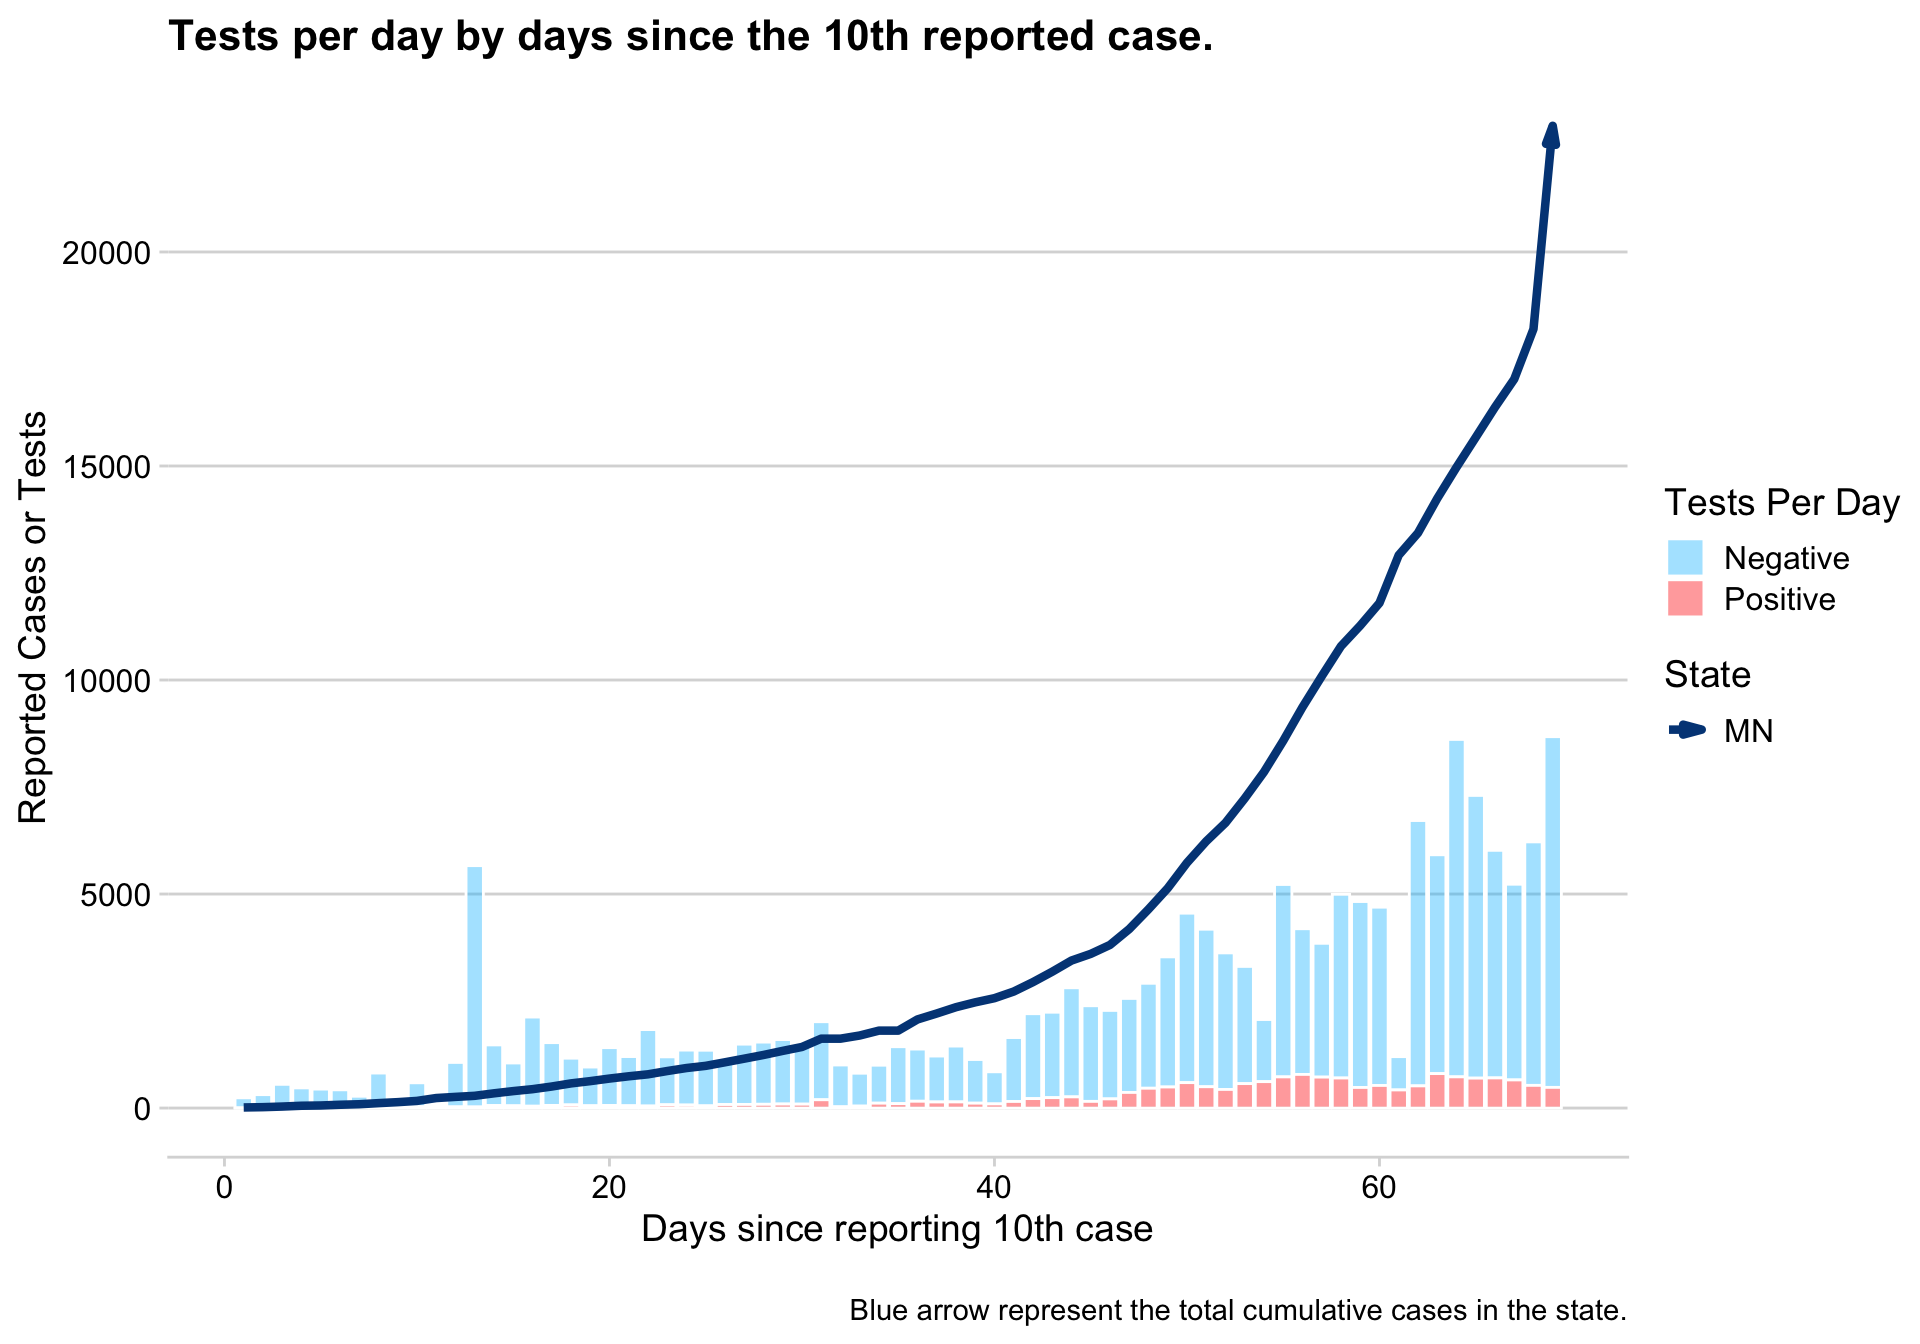 Tests per day by days since the 10th reported case.
Reported Cases or Tests
20000
15000
10000
5000
0
0 20 40 60
Days since reporting 10th case
Tests Per Day
Negative
Positive
State
MN
Blue arrow represent the total cumulative cases in the state.